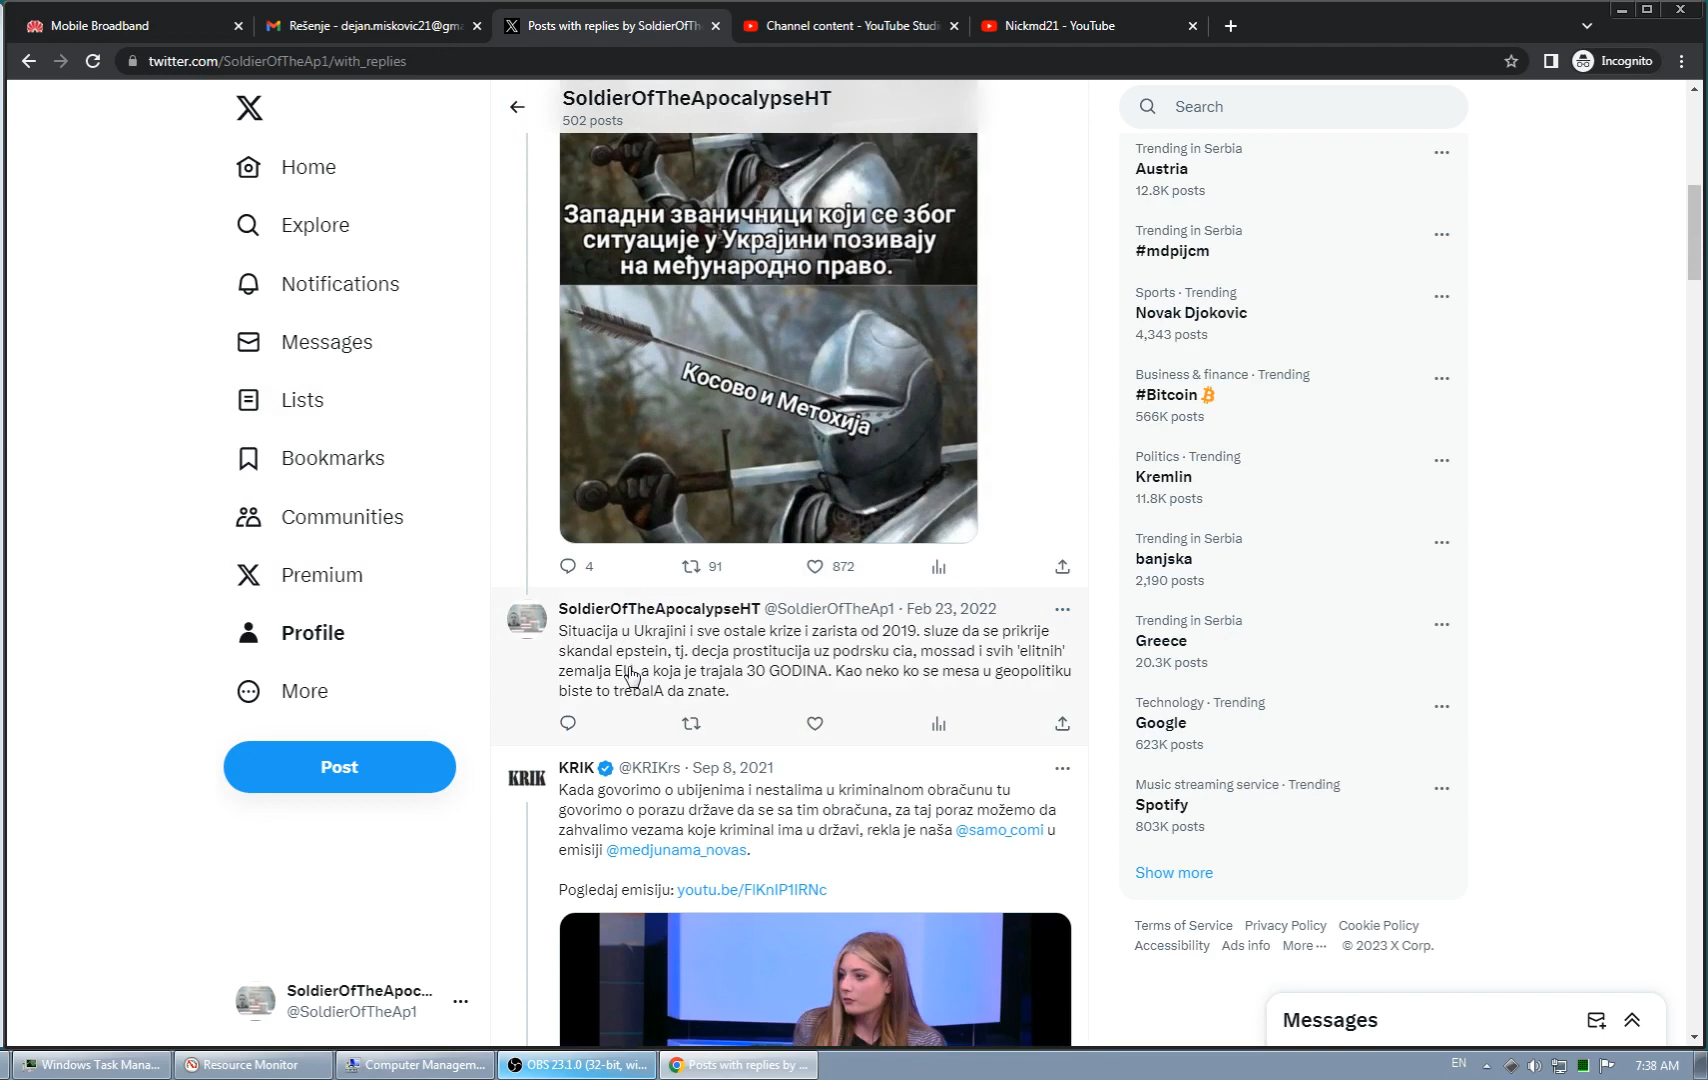 Mobile Broadband
Rešenje - dejan.miskovic21@gma
Posts with replies by SoldierOfTh
Channel content - YouTube Studi
Nickmd21 - YouTube
twitter.com/SoldierOfTheAp1/with_replies
Incognito
Home
Explore
Notifications
Messages
Lists
Bookmarks
Communities
Premium
Profile
More
Post
SoldierOfTheApoc...
@SoldierOfTheAp1
SoldierOfTheApocalypseHT
502 posts
Западни званичници који се због
ситуације у Украјини позивају
на међународно право.
Косово и Метохија
4
91
872
SoldierOfTheApocalypseHT @SoldierOfTheAp1 · Feb 23, 2022
Situacija u Ukrajini i sve ostale krize i zarista od 2019. sluze da se prikrije
skandal epstein, tj. decja prostitucija uz podrsku cia, mossad i svih 'elitnih'
zemalja a koja je trajala 30 GODINA. Kao neko ko se mesa u geopolitiku
biste to trebalA da znate.
KRIK @KRIKrs · Sep 8, 2021
KRIK
Kada govorimo o ubijenima i nestalima u kriminalnom obračunu tu
govorimo o porazu države da se sa tim obračuna, za taj poraz možemo da
zahvalimo vezama koje kriminal ima u državi, rekla je naša @samo_comi u
emisiji @medjunama_novas.
Pogledaj emisiju: youtu.be/FlKnlP1IRNc
Search
Trending in Serbia
Austria
12.8K posts
Trending in Serbia
#mdpijcm
Sports · Trending
Novak Djokovic
4,343 posts
Business & finance · Trending
#Bitcoin
566K posts
Politics · Trending
Kremlin
11.8K posts
Trending in Serbia
banjska
2,190 posts
Trending in Serbia
Greece
20.3K posts
Technology · Trending
Google
623K posts
Music streaming service · Trending
Spotify
803K posts
Show more
Terms of Service Privacy Policy Cookie Policy
Accessibility Ads info More ··· © 2023 X Corp.
Messages
Windows Task Mana...
Resource Monitor
Computer Managem...
OBS 23.1.0 (32-bit, wi...
Posts with replies by ...
EN
7:38 AM